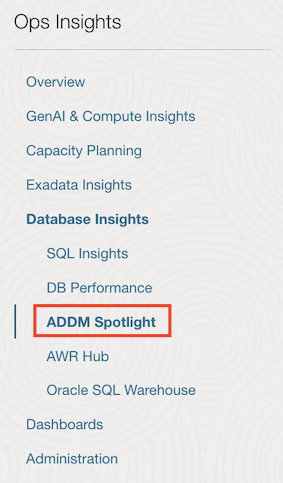 Ops Insights
Overview
GenAI & Compute Insights
Capacity Planning
Exadata Insights
Database Insights
SQL Insights
DB Performance
ADDM Spotlight
AWR Hub
Oracle SQL Warehouse
Dashboards
Administration